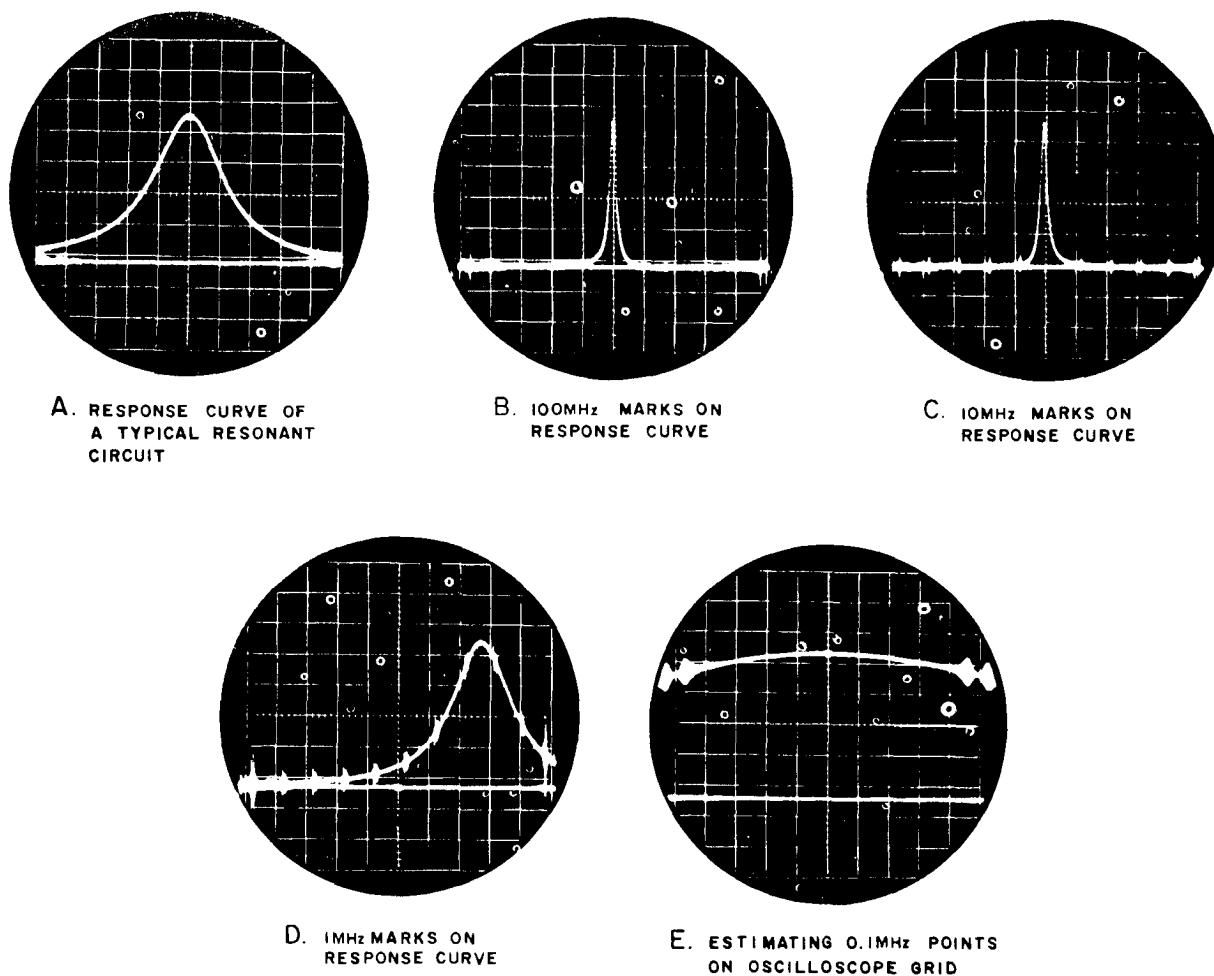 A. RESPONSE CURVE OF
A TYPICAL RESONANT
CIRCUIT
B. 100MHz MARKS ON
RESPONSE CURVE
C. 10MHz MARKS ON
RESPONSE CURVE
D. 1MHz MARKS ON
RESPONSE CURVE
E. ESTIMATING 0.1MHz POINTS
ON OSCILLOSCOPE GRID